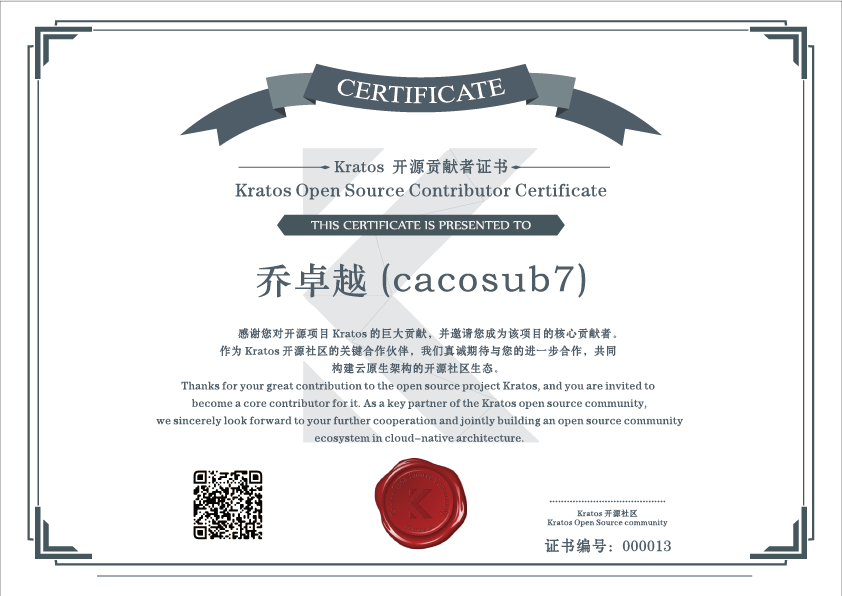 CERTIFICATE
Kratos 开源贡献者证书
Kratos Open Source Contributor Certificate
THIS CERTIFICATE IS PRESENTED TO
乔卓越 (cacosub7)
感谢您对开源项目 Kratos 的巨大贡献，并邀请您成为该项目的核心贡献者。
作为 Kratos 开源社区的关键合作伙伴，我们真诚期待与您的进一步合作，共同
构建云原生架构的开源社区生态。
Thanks for your great contribution to the open source project Kratos, and you are invited to
become a core contributor for it. As a key partner of the Kratos open source community,
we sincerely look forward to your further cooperation and jointly building an open source community
ecosystem in cloud-native architecture.
Kratos 开源社区
Kratos Open Source community
证书编号：000013